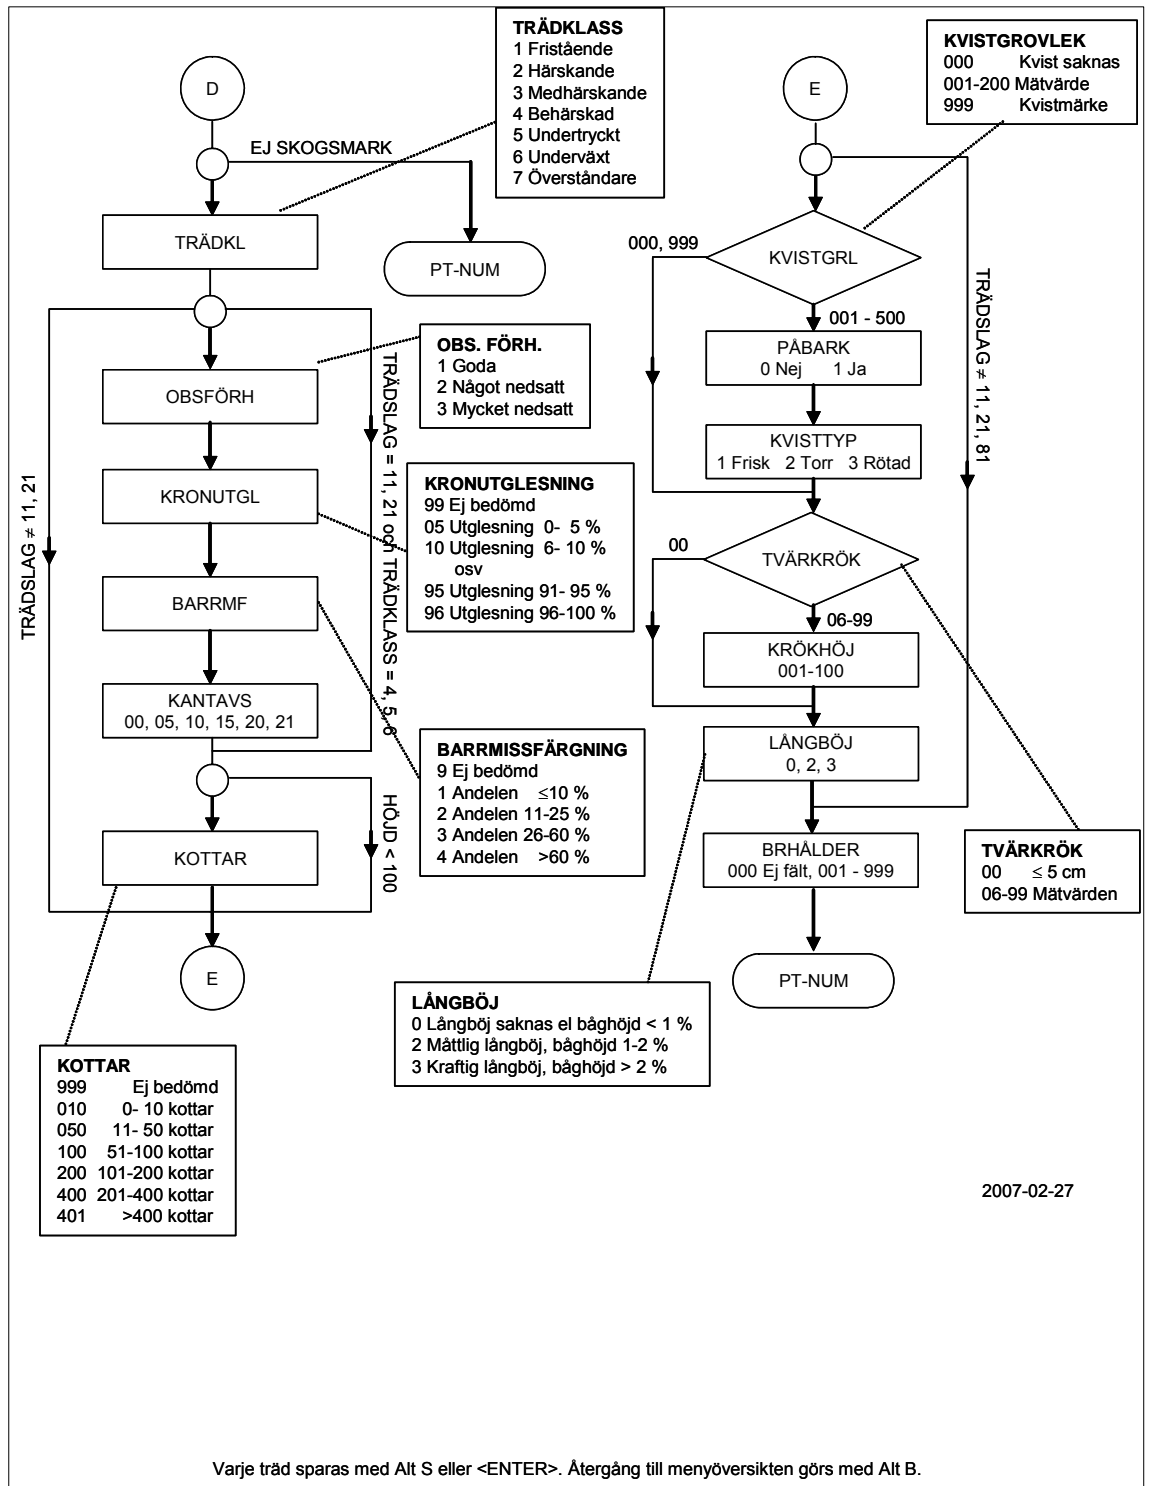 D
EJ SKOGSMARK
TRÄDKLASS
1 Fristående
2 Härskande
3 Medhärskande
4 Behärskad
5 Undertryckt
6 Underväxt
7 Överståndare
TRÄDKL
PT-NUM
TRÄDSLAG ≠ 11, 21
TRÄDSLAG = 11, 21 och TRÄDKLASS = 4, 5, 6
OBSFÖRH
OBS. FÖRH.
1 Goda
2 Något nedsatt
3 Mycket nedsatt
KRONUTGL
KRONUTGLESNING
99 Ej bedömd
05 Utglesning 0- 5 %
10 Utglesning 6- 10 %
osv
95 Utglesning 91- 95 %
96 Utglesning 96-100 %
BARRMF
KANTAVS
00, 05, 10, 15, 20, 21
BARRMISSFÄRGNING
9 Ej bedömd
1 Andelen ≤10 %
2 Andelen 11-25 %
3 Andelen 26-60 %
4 Andelen >60 %
HÖJD < 100
KOTTAR
E
KOTTAR
999 Ej bedömd
010 0- 10 kottar
050 11- 50 kottar
100 51-100 kottar
200 101-200 kottar
400 201-400 kottar
401 >400 kottar
E
KVISTGROVLEK
000 Kvist saknas
001-200 Mätvärde
999 Kvistmärke
000, 999
KVISTGRL
001 - 500
TRÄDSLAG ≠ 11, 21, 81
PÅBARK
0 Nej 1 Ja
KVISTTYP
1 Frisk 2 Torr 3 Rötad
00
TVÄRKRÖK
06-99
KRÖKHÖJ
001-100
LÅNGBÖJ
0, 2, 3
BRHÅLDER
000 Ej fält, 001 - 999
TVÄRKRÖK
00 ≤ 5 cm
06-99 Mätvärden
PT-NUM
LÅNGBÖJ
0 Långböj saknas el båghöjd < 1 %
2 Måttlig långböj, båghöjd 1-2 %
3 Kraftig långböj, båghöjd > 2 %
2007-02-27
Varje träd sparas med Alt S eller <ENTER>. Återgång till menyöversikten görs med Alt B.